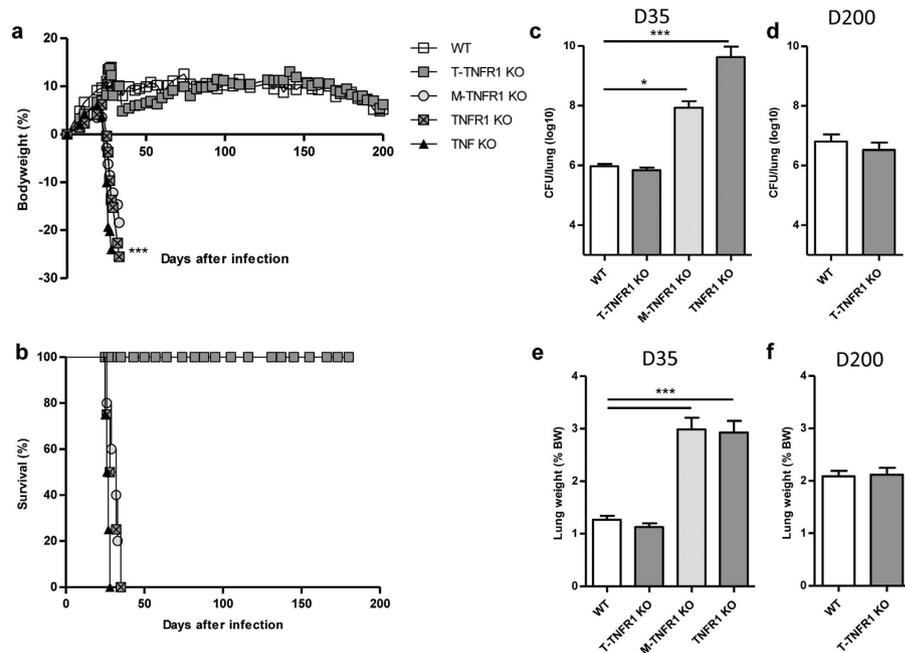 a
20
10
0
-10
-20
-30
50
100
150
200
Bodyweight (%)
Days after infection
***
WT
T-TNFR1 KO
M-TNFR1 KO
TNFR1 KO
TNF KO
c
D35
***
*
10
8
6
4
CFU/lung (log10)
WT
T-TNFR1 KO
M-TNFR1 KO
TNFR1 KO
d
D200
10
8
6
4
CFU/lung (log10)
WT
T-TNFR1 KO
b
100
80
60
40
20
0
Survival (%)
0
50
100
150
200
Days after infection
e
D35
***
4
3
2
1
0
Lung weight (% BW)
WT
T-TNFR1 KO
M-TNFR1 KO
TNFR1 KO
f
D200
4
3
2
1
0
Lung weight (% BW)
WT
T-TNFR1 KO